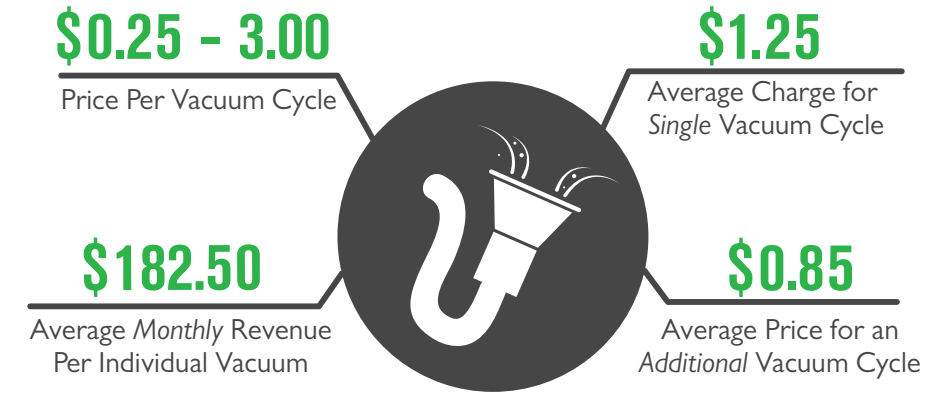 $0.25 - 3.00
Price Per Vacuum Cycle
$1.25
Average Charge for
Single Vacuum Cycle
$182.50
Average Monthly Revenue
Per Individual Vacuum
$0.85
Average Price for an
Additional Vacuum Cycle